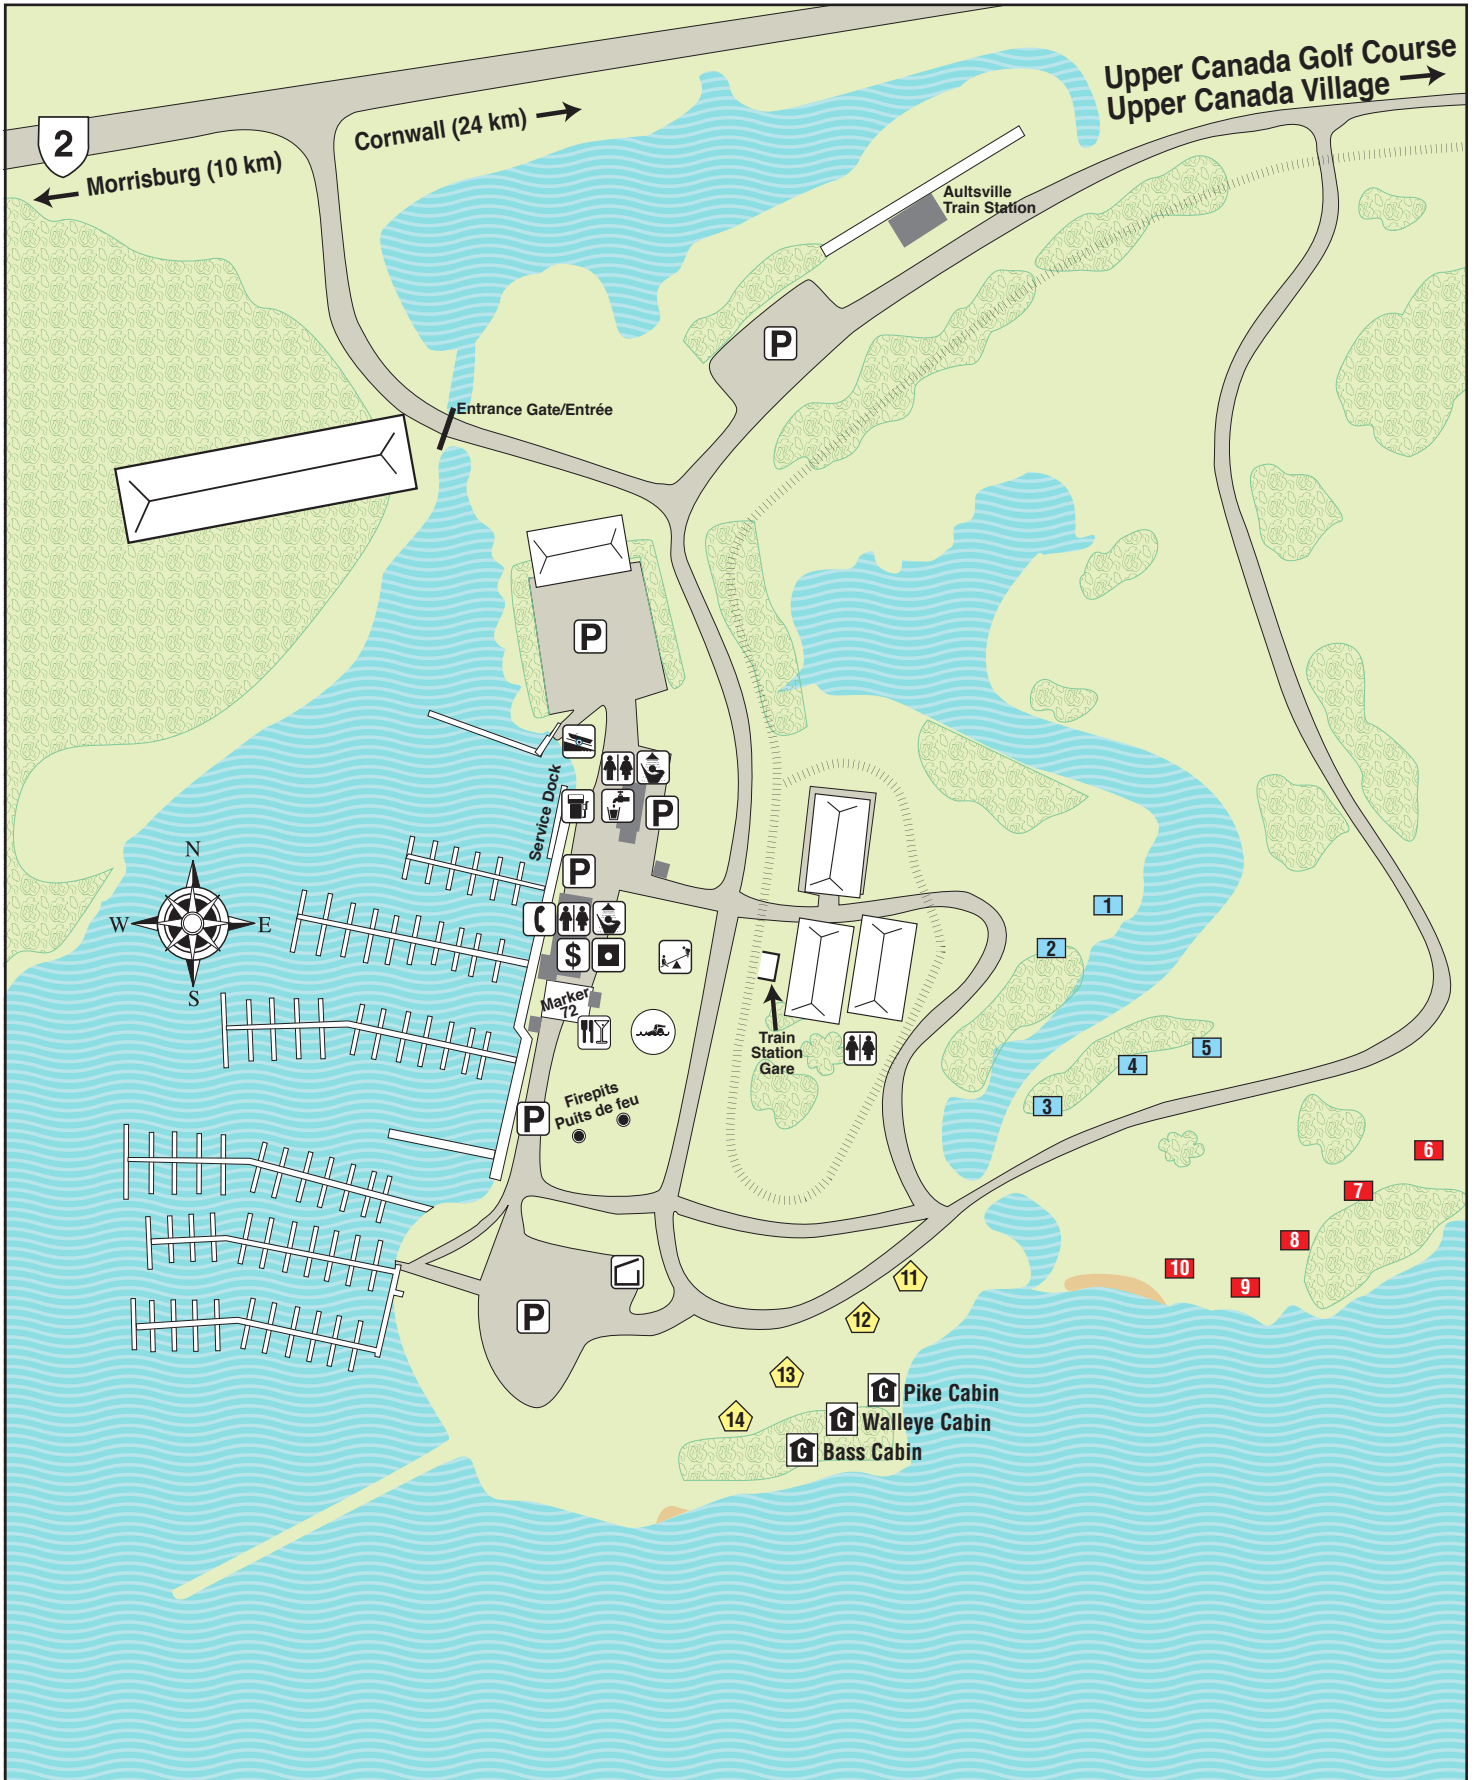 Upper Canada Golf Course
Upper Canada Village
Cornwall (24 km)
2
Morrisburg (10 km)
Aultsville
Train Station
P
Entrance Gate/Entrée
P
Service Dock
P
P
N
W
E
S
1
2
$
Marker
72
Train
Station
Gare
5
4
3
Firepits
Puits de feu
P
6
7
8
10
9
11
12
P
13
14
C
Pike Cabin
C
Walleye Cabin
C
Bass Cabin